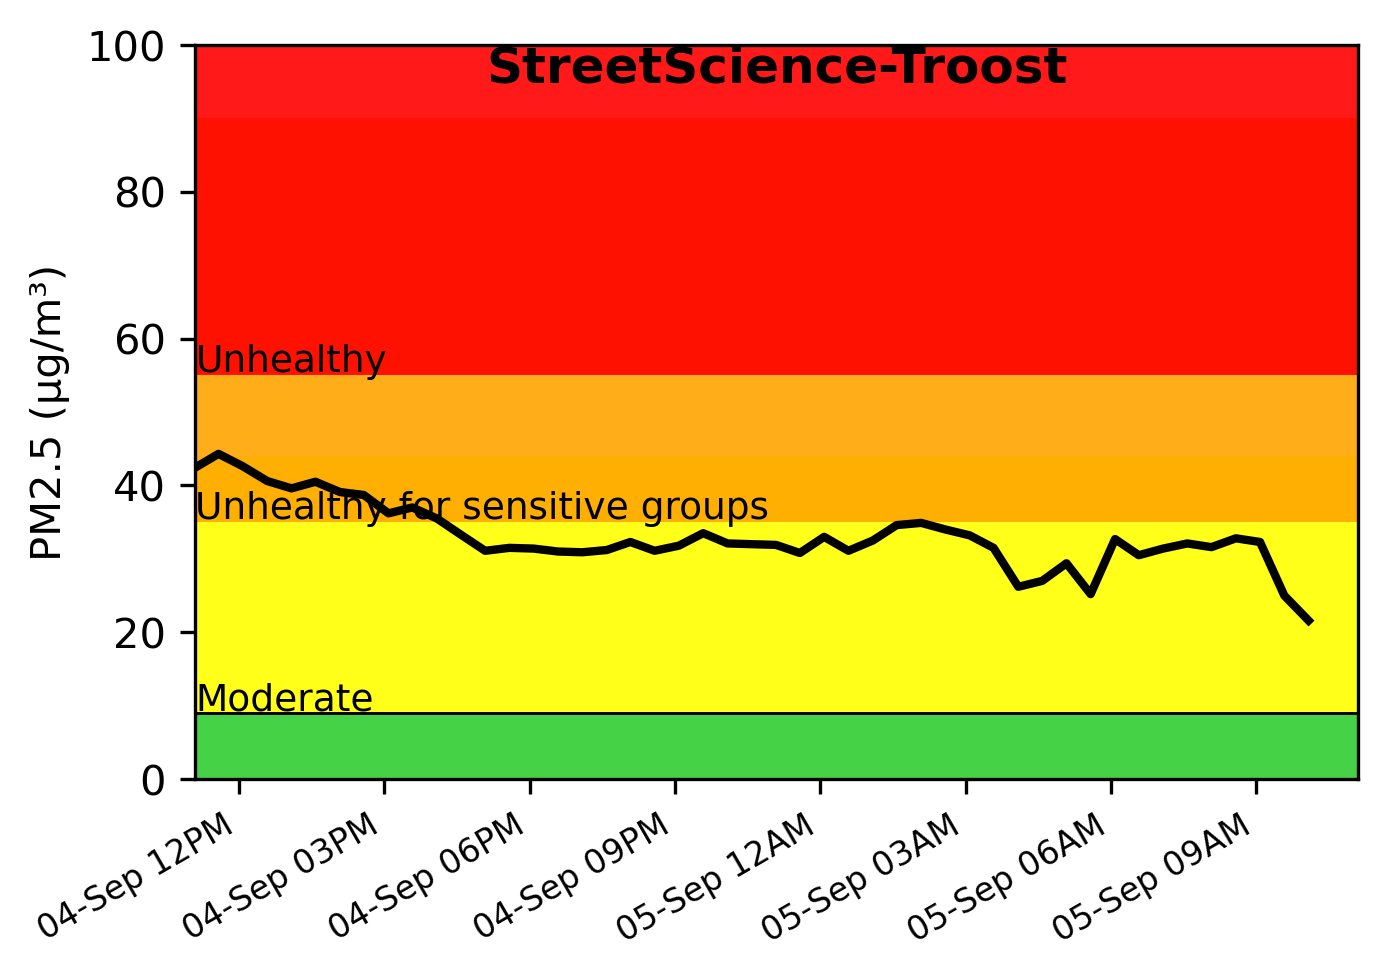 StreetScience-Troost
100
80
60
40
20
0
PM2.5 (µg/m³)
Unhealthy
Unhealthy for sensitive groups
Moderate
04-Sep 12PM
04-Sep 03PM
04-Sep 06PM
04-Sep 09PM
05-Sep 12AM
05-Sep 03AM
05-Sep 06AM
05-Sep 09AM